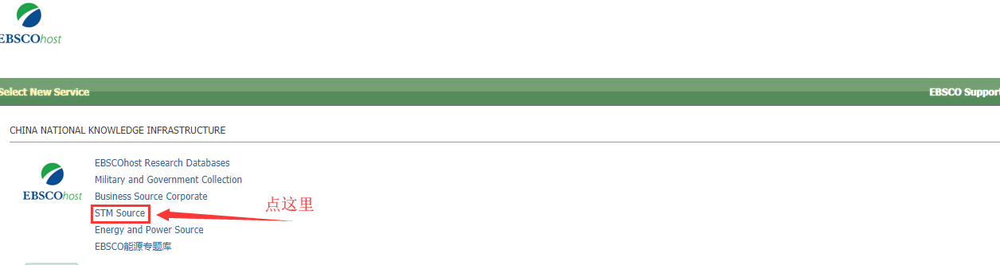 EBSCOhost
Select New Service
EBSCO Support
CHINA NATIONAL KNOWLEDGE INFRASTRUCTURE
EBSCOhost
EBSCOhost Research Databases
Military and Government Collection
Business Source Corporate
STM Source
点这里
Energy and Power Source
EBSCO能源专题库